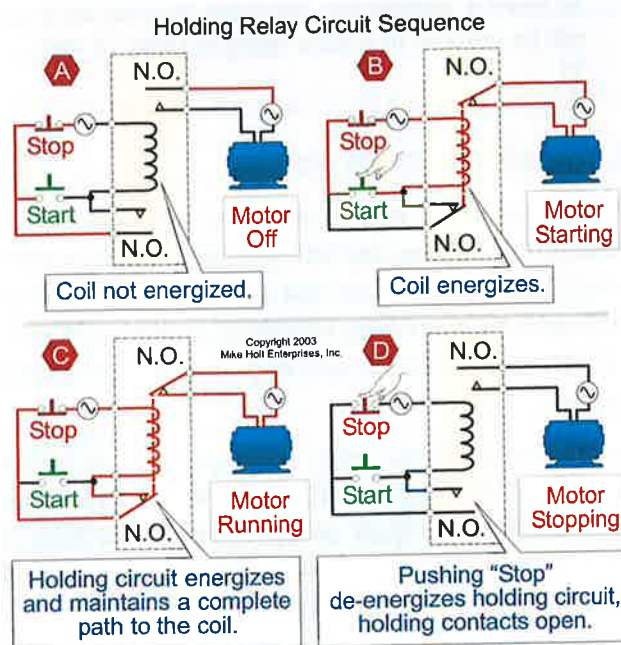 Holding Relay Circuit Sequence
A
N.O.
Stop
Start
N.O.
Motor
Off
Coil not energized.
B
N.O.
Stop
Start
N.O.
Motor
Starting
Coil energizes.
Copyright 2003
Mike Holt Enterprises, Inc.
C
N.O.
Stop
Start
N.O.
Motor
Running
Holding circuit energizes
and maintains a complete
path to the coil.
D
N.O.
Stop
Start
N.O.
Motor
Stopping
Pushing “Stop”
de-energizes holding circuit,
holding contacts open.